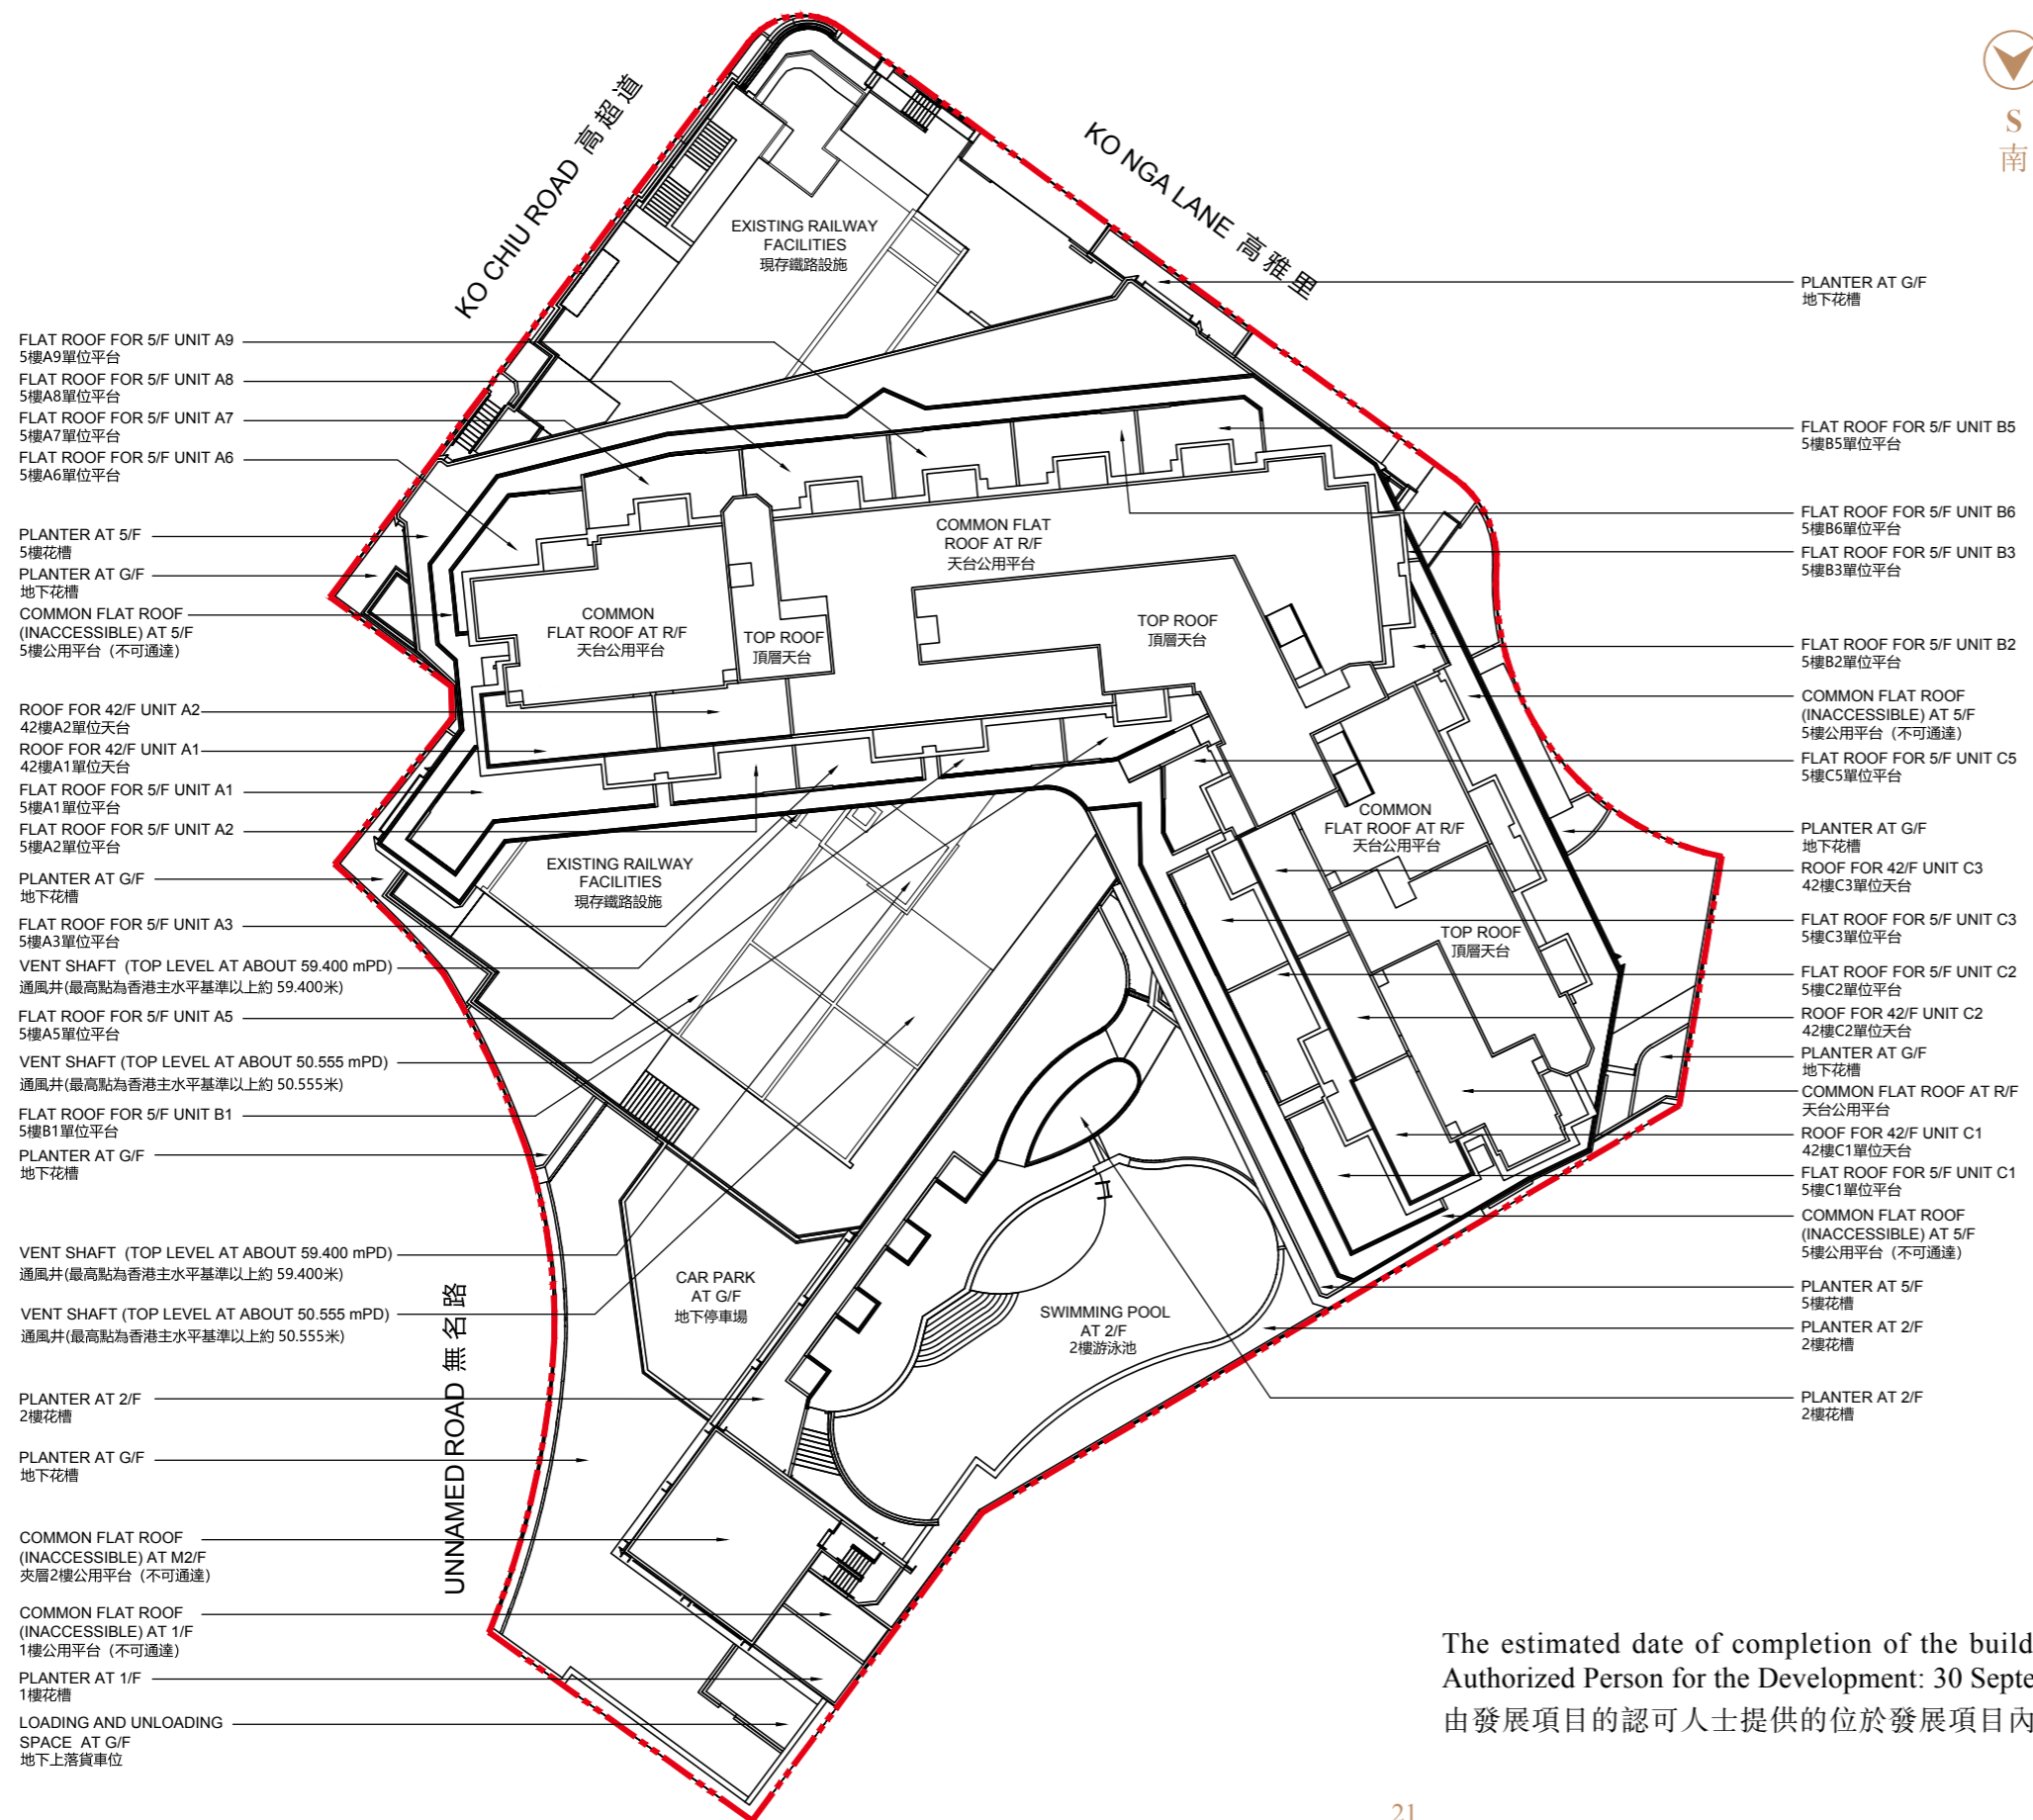 S
南
KO CHIU ROAD 高超道
KO NGA LANE 高雅里
UNNAMED ROAD 無名路
EXISTING RAILWAY
FACILITIES
現存鐵路設施
COMMON FLAT
ROOF AT R/F
天台公用平台
COMMON
FLAT ROOF AT R/F
天台公用平台
TOP ROOF
頂層天台
TOP ROOF
頂層天台
COMMON
FLAT ROOF AT R/F
天台公用平台
TOP ROOF
頂層天台
EXISTING RAILWAY
FACILITIES
現存鐵路設施
CAR PARK
AT G/F
地下停車場
SWIMMING POOL
AT 2/F
2樓游泳池
FLAT ROOF FOR 5/F UNIT A9
5樓A9單位平台
FLAT ROOF FOR 5/F UNIT A8
5樓A8單位平台
FLAT ROOF FOR 5/F UNIT A7
5樓A7單位平台
FLAT ROOF FOR 5/F UNIT A6
5樓A6單位平台
PLANTER AT 5/F
5樓花槽
PLANTER AT G/F
地下花槽
COMMON FLAT ROOF
(INACCESSIBLE) AT 5/F
5樓公用平台 (不可通達)
ROOF FOR 42/F UNIT A2
42樓A2單位天台
ROOF FOR 42/F UNIT A1
42樓A1單位天台
FLAT ROOF FOR 5/F UNIT A1
5樓A1單位平台
FLAT ROOF FOR 5/F UNIT A2
5樓A2單位平台
PLANTER AT G/F
地下花槽
FLAT ROOF FOR 5/F UNIT A3
5樓A3單位平台
VENT SHAFT (TOP LEVEL AT ABOUT 59.400 mPD)
通風井(最高點為香港主水平基準以上約 59.400米)
FLAT ROOF FOR 5/F UNIT A5
5樓A5單位平台
VENT SHAFT (TOP LEVEL AT ABOUT 50.555 mPD)
通風井(最高點為香港主水平基準以上約 50.555米)
FLAT ROOF FOR 5/F UNIT B1
5樓B1單位平台
PLANTER AT G/F
地下花槽
VENT SHAFT (TOP LEVEL AT ABOUT 59.400 mPD)
通風井(最高點為香港主水平基準以上約 59.400米)
VENT SHAFT (TOP LEVEL AT ABOUT 50.555 mPD)
通風井(最高點為香港主水平基準以上約 50.555米)
PLANTER AT 2/F
2樓花槽
PLANTER AT G/F
地下花槽
COMMON FLAT ROOF
(INACCESSIBLE) AT M2/F
夾層2樓公用平台 (不可通達)
COMMON FLAT ROOF
(INACCESSIBLE) AT 1/F
1樓公用平台 (不可通達)
PLANTER AT 1/F
1樓花槽
LOADING AND UNLOADING
SPACE AT G/F
地下上落貨車位
PLANTER AT G/F
地下花槽
FLAT ROOF FOR 5/F UNIT B5
5樓B5單位平台
FLAT ROOF FOR 5/F UNIT B6
5樓B6單位平台
FLAT ROOF FOR 5/F UNIT B3
5樓B3單位平台
FLAT ROOF FOR 5/F UNIT B2
5樓B2單位平台
COMMON FLAT ROOF
(INACCESSIBLE) AT 5/F
5樓公用平台 (不可通達)
FLAT ROOF FOR 5/F UNIT C5
5樓C5單位平台
PLANTER AT G/F
地下花槽
ROOF FOR 42/F UNIT C3
42樓C3單位天台
FLAT ROOF FOR 5/F UNIT C3
5樓C3單位平台
FLAT ROOF FOR 5/F UNIT C2
5樓C2單位平台
ROOF FOR 42/F UNIT C2
42樓C2單位天台
PLANTER AT G/F
地下花槽
COMMON FLAT ROOF AT R/F
天台公用平台
ROOF FOR 42/F UNIT C1
42樓C1單位天台
FLAT ROOF FOR 5/F UNIT C1
5樓C1單位平台
COMMON FLAT ROOF
(INACCESSIBLE) AT 5/F
5樓公用平台 (不可通達)
PLANTER AT 5/F
5樓花槽
PLANTER AT 2/F
2樓花槽
PLANTER AT 2/F
2樓花槽
The estimated date of completion of the build
Authorized Person for the Development: 30 Septe
由發展項目的認可人士提供的位於發展項目內
21